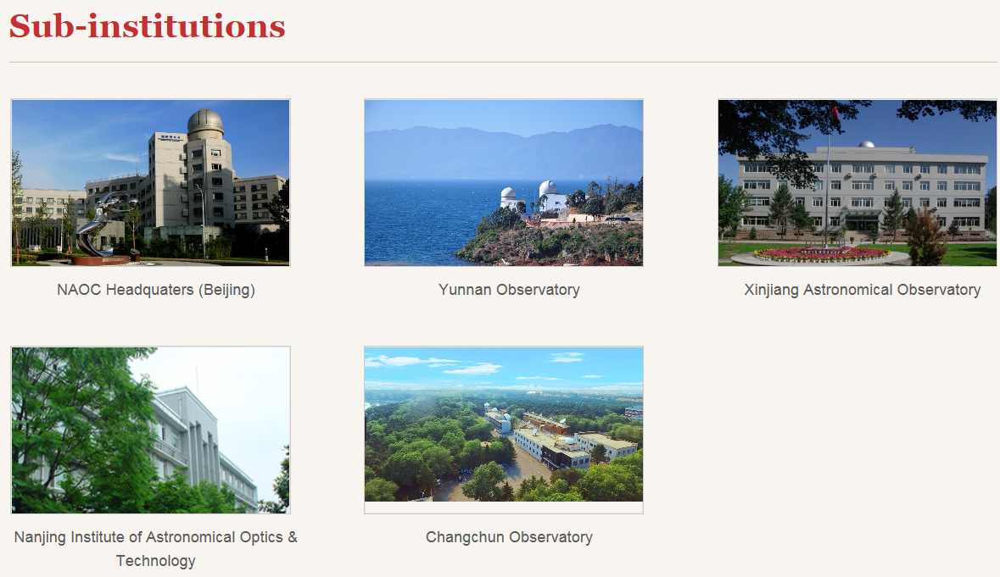 Sub-institutions
NAOC Headquaters (Beijing)
Yunnan Observatory
Xinjiang Astronomical Observatory
Nanjing Institute of Astronomical Optics &
Technology
Changchun Observatory